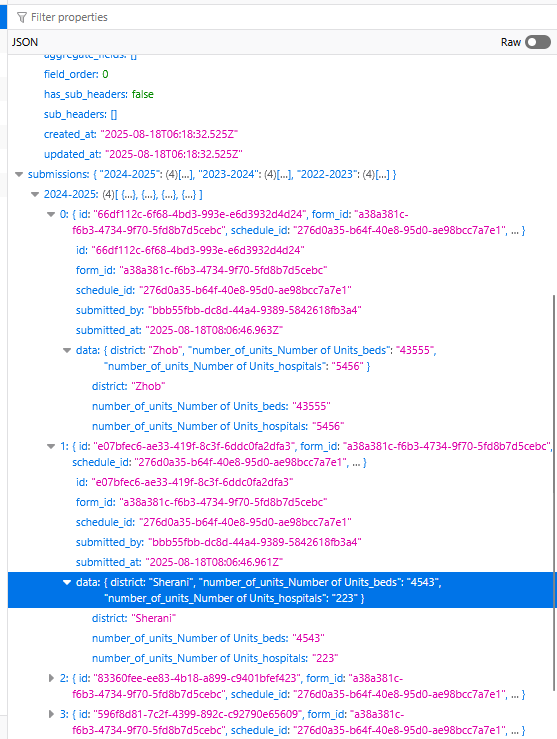 Filter properties
JSON
Raw
aggregate_fields: []
field_order: 0
has_sub_headers: false
sub_headers: []
created_at: "2025-08-18T06:18:32.525Z"
updated_at: "2025-08-18T06:18:32.525Z"
submissions: { "2024-2025": (4)[…], "2023-2024": (4)[…], "2022-2023": (4)[…] }
2024-2025: (4)[ {…}, {…}, {…}, {…} ]
0: { id: "66df112c-6f68-4bd3-993e-e6d3932d4d24", form_id: "a38a381c-
f6b3-4734-9f70-5fd8b7d5cebc", schedule_id: "276d0a35-b64f-40e8-95d0-ae98bcc7a7e1", … }
id: "66df112c-6f68-4bd3-993e-e6d3932d4d24"
form_id: "a38a381c-f6b3-4734-9f70-5fd8b7d5cebc"
schedule_id: "276d0a35-b64f-40e8-95d0-ae98bcc7a7e1"
submitted_by: "bbb55fbb-dc8d-44a4-9389-5842618fb3a4"
submitted_at: "2025-08-18T08:06:46.963Z"
data: { district: "Zhob", "number_of_units_Number of Units_beds": "43555",
"number_of_units_Number of Units_hospitals": "5456" }
district: "Zhob"
number_of_units_Number of Units_beds: "43555"
number_of_units_Number of Units_hospitals: "5456"
1: { id: "e07bfec6-ae33-419f-8c3f-6ddc0fa2dfa3", form_id: "a38a381c-f6b3-4734-9f70-5fd8b7d5cebc",
schedule_id: "276d0a35-b64f-40e8-95d0-ae98bcc7a7e1", … }
id: "e07bfec6-ae33-419f-8c3f-6ddc0fa2dfa3"
form_id: "a38a381c-f6b3-4734-9f70-5fd8b7d5cebc"
schedule_id: "276d0a35-b64f-40e8-95d0-ae98bcc7a7e1"
submitted_by: "bbb55fbb-dc8d-44a4-9389-5842618fb3a4"
submitted_at: "2025-08-18T08:06:46.961Z"
data: { district: "Sherani", "number_of_units_Number of Units_beds": "4543",
"number_of_units_Number of Units_hospitals": "223" }
district: "Sherani"
number_of_units_Number of Units_beds: "4543"
number_of_units_Number of Units_hospitals: "223"
2: { id: "83360fee-ee83-4b18-a899-c9401bfef423", form_id: "a38a381c-
f6b3-4734-9f70-5fd8b7d5cebc", schedule_id: "276d0a35-b64f-40e8-95d0-ae98bcc7a7e1", … }
3: { id: "596f8d81-7c2f-4399-892c-c92790e65609", form_id: "a38a381c-
f6b3-4734-9f70-5fd8b7d5cebc", schedule_id: "276d0a35-b64f-40e8-95d0-ae98bcc7a7e1", … }